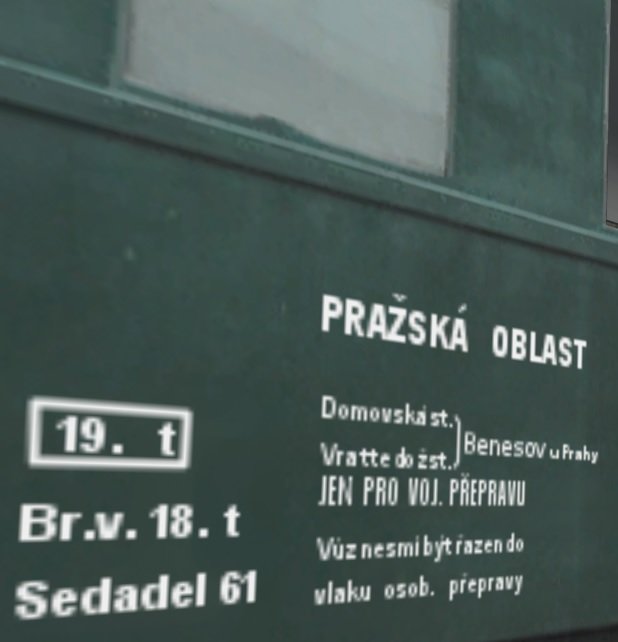 PRAŽSKÁ OBLAST
Domovská st.
Vratte do žst.
Benesov u Prahy
JEN PRO VOJ. PŘEPRAVU
Vůz nesmí být řazen do
vlaku osob. přepravy
19. t
Br.v. 18. t
Sedadel 61